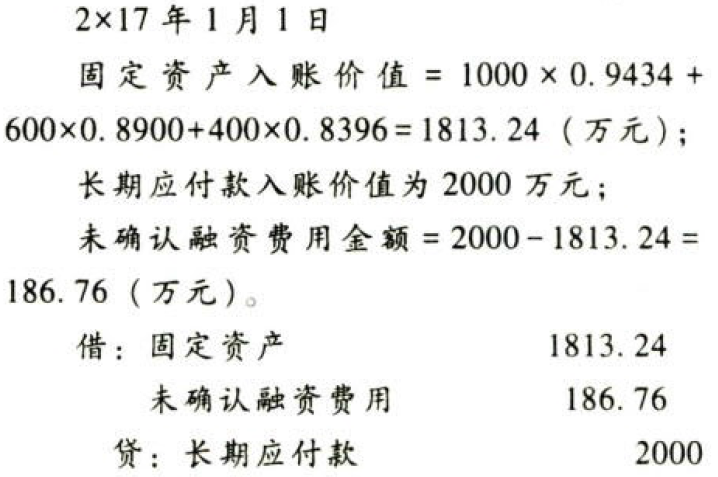 2×17 年 1 月 1 日
固定资产入账价值 = 1000 × 0.9434 +
600×0.8900+400×0.8396=1813.24 (万元);
长期应付款入账价值为 2000 万元;
未确认融资费用金额 = 2000-1813.24 =
186.76 (万元)。
借: 固定资产 1813.24
未确认融资费用 186.76
贷: 长期应付款 2000